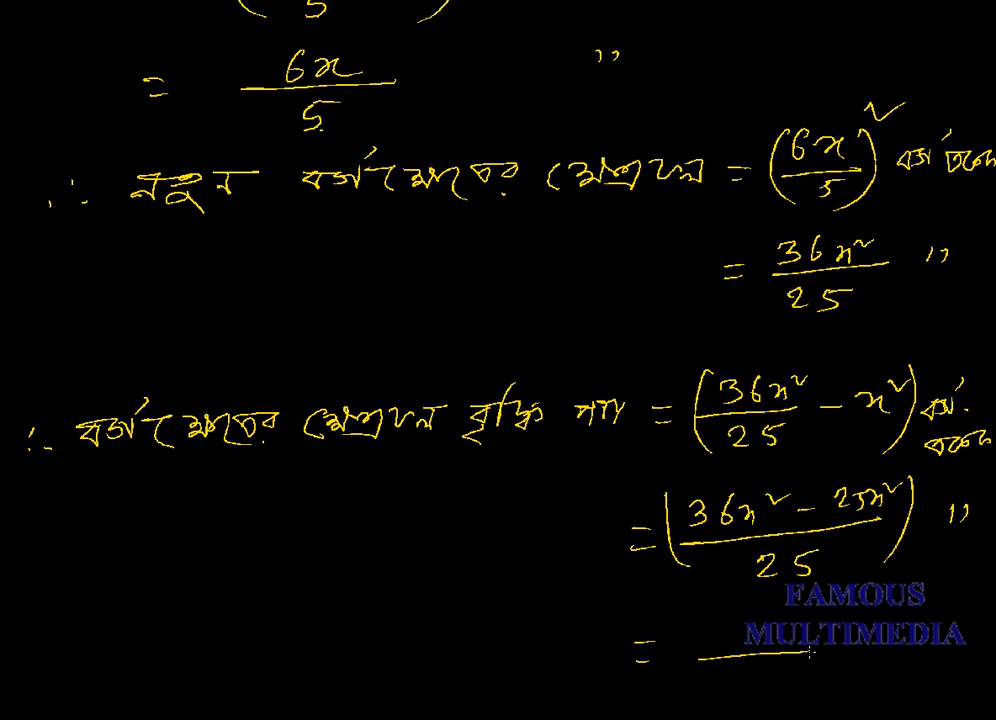 5
= 6x/5 ,,
∴ নতুন বর্গক্ষেত্রের ক্ষেত্রফল = (6x/5)² বর্গ একক
= 36x²/25 ,,
∴ বর্গক্ষেত্রের ক্ষেত্রফল বৃদ্ধি পায় = (36x²/25 − x²) বর্গ একক
= (36x² − 25x²/25) ,,
FAMOUS
MULTIMEDIA
=